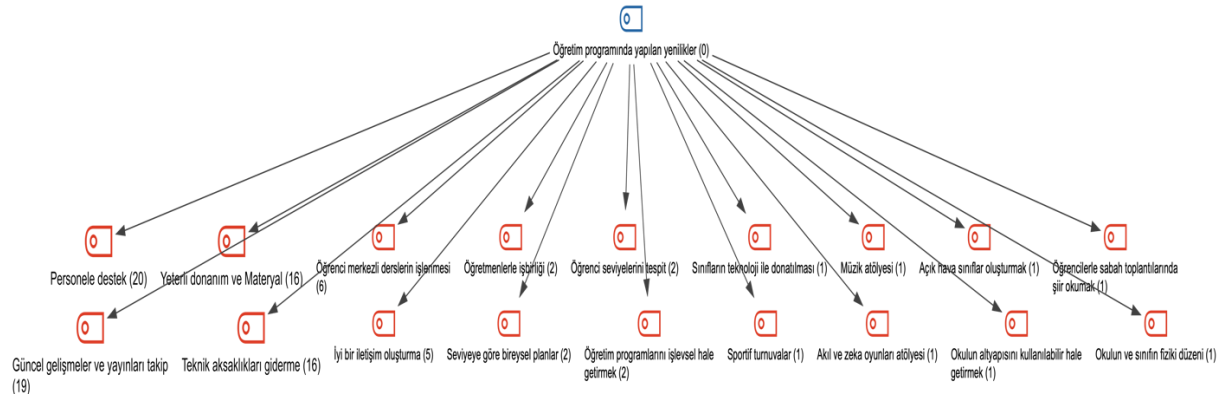 Öğretim programında yapılan yenilikler (0)
Personele destek (20)
Yeterli donanım ve Materyal (16)
Öğrenci merkezli derslerin işlenmesi
(6)
Öğretmenlerle işbirliği (2)
Öğrenci seviyelerini tespit (2)
Sınıfların teknoloji ile donatılması (1)
Müzik atölyesi (1)
Açık hava sınıflar oluşturmak (1)
Öğrencilerle sabah toplantılarında
şiir okumak (1)
Güncel gelişmeler ve yayınları takip
(19)
Teknik aksaklıkları giderme (16)
İyi bir iletişim oluşturma (5)
Seviyeye göre bireysel planlar (2)
Öğretim programlarını işlevsel hale
getirmek (2)
Sportif turnuvalar (1)
Akıl ve zeka oyunları atölyesi (1)
Okulun altyapısını kullanılabilir hale
getirmek (1)
Okulun ve sınıfın fiziki düzeni (1)